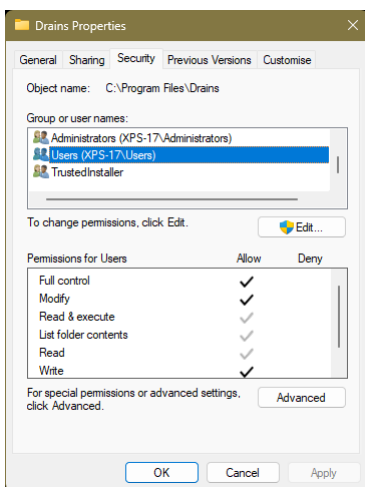 Drains Properties
General Sharing Security Previous Versions Customise
Object name: C:\Program Files\Drains
Group or user names:
Administrators (XPS-17\Administrators)
Users (XPS-17\Users)
TrustedInstaller
To change permissions, click Edit.
Edit...
Permissions for Users Allow Deny
Full control
Modify
Read & execute
List folder contents
Read
Write
For special permissions or advanced settings,
click Advanced.
Advanced
OK Cancel Apply